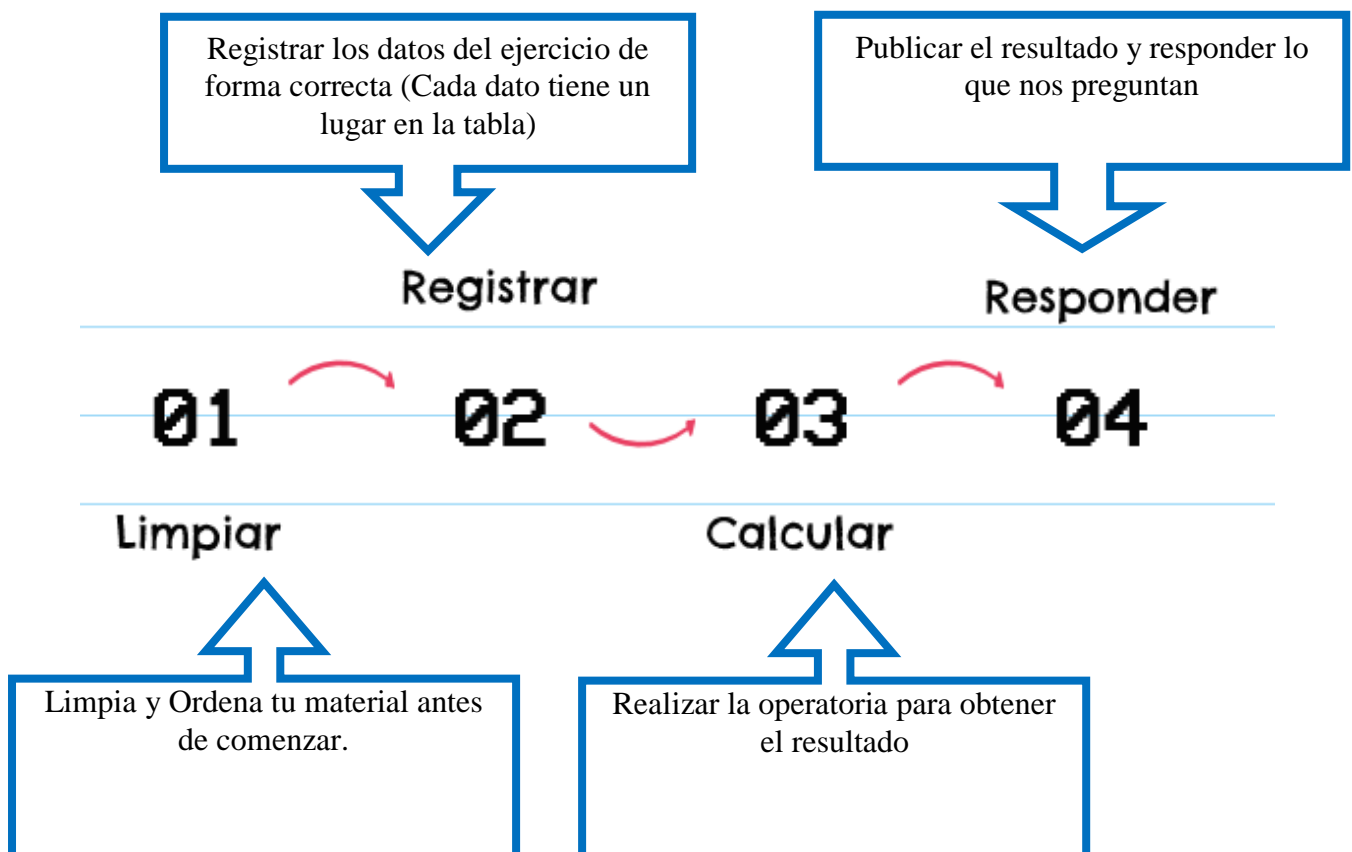 Registrar los datos del ejercicio de
forma correcta (Cada dato tiene un
lugar en la tabla)
Publicar el resultado y responder lo
que nos preguntan
Registrar
Responder
01
02
03
04
Limpiar
Calcular
Limpia y Ordena tu material antes
de comenzar.
Realizar la operatoria para obtener
el resultado